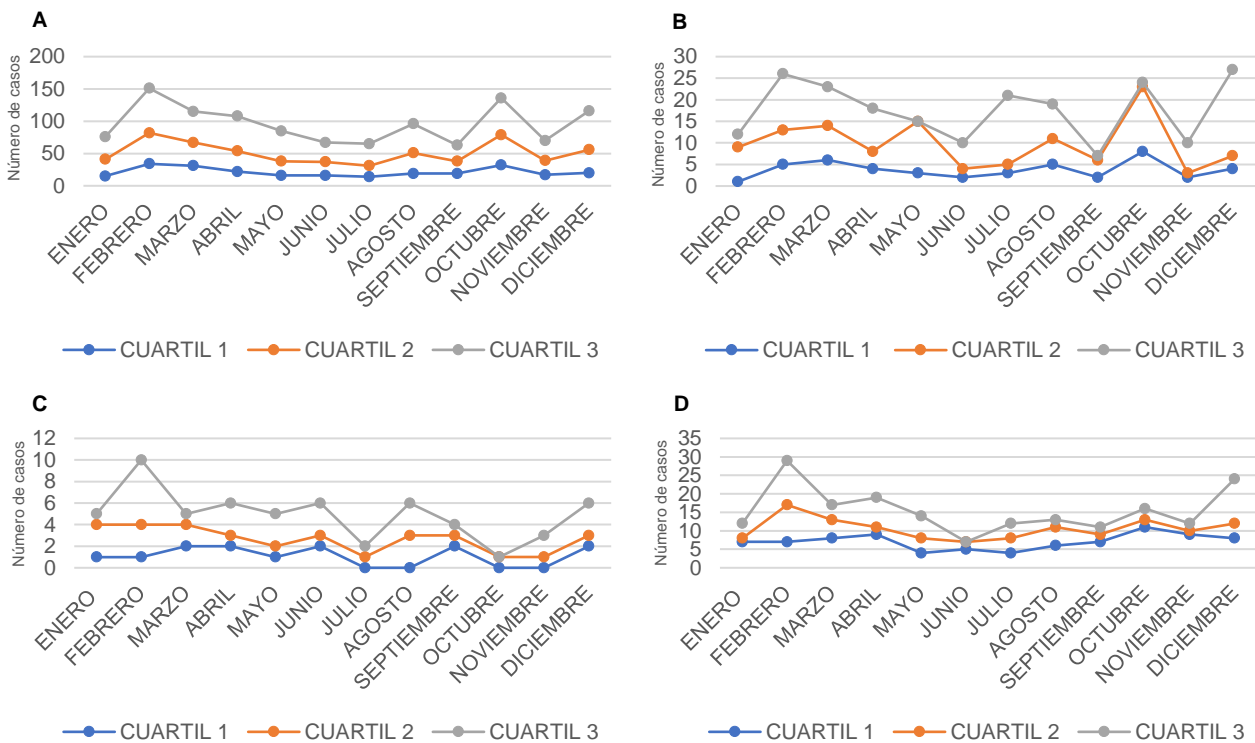 A
Número de casos
200
150
100
50
0
ENERO
FEBRERO
MARZO
ABRIL
MAYO
JUNIO
JULIO
AGOSTO
SEPTIEMBRE
OCTUBRE
NOVIEMBRE
DICIEMBRE
CUARTIL 1 CUARTIL 2 CUARTIL 3
B
Número de casos
30
25
20
15
10
5
0
ENERO
FEBRERO
MARZO
ABRIL
MAYO
JUNIO
JULIO
AGOSTO
SEPTIEMBRE
OCTUBRE
NOVIEMBRE
DICIEMBRE
CUARTIL 1 CUARTIL 2 CUARTIL 3
C
Número de casos
12
10
8
6
4
2
0
ENERO
FEBRERO
MARZO
ABRIL
MAYO
JUNIO
JULIO
AGOSTO
SEPTIEMBRE
OCTUBRE
NOVIEMBRE
DICIEMBRE
CUARTIL 1 CUARTIL 2 CUARTIL 3
D
Número de casos
35
30
25
20
15
10
5
0
ENERO
FEBRERO
MARZO
ABRIL
MAYO
JUNIO
JULIO
AGOSTO
SEPTIEMBRE
OCTUBRE
NOVIEMBRE
DICIEMBRE
CUARTIL 1 CUARTIL 2 CUARTIL 3